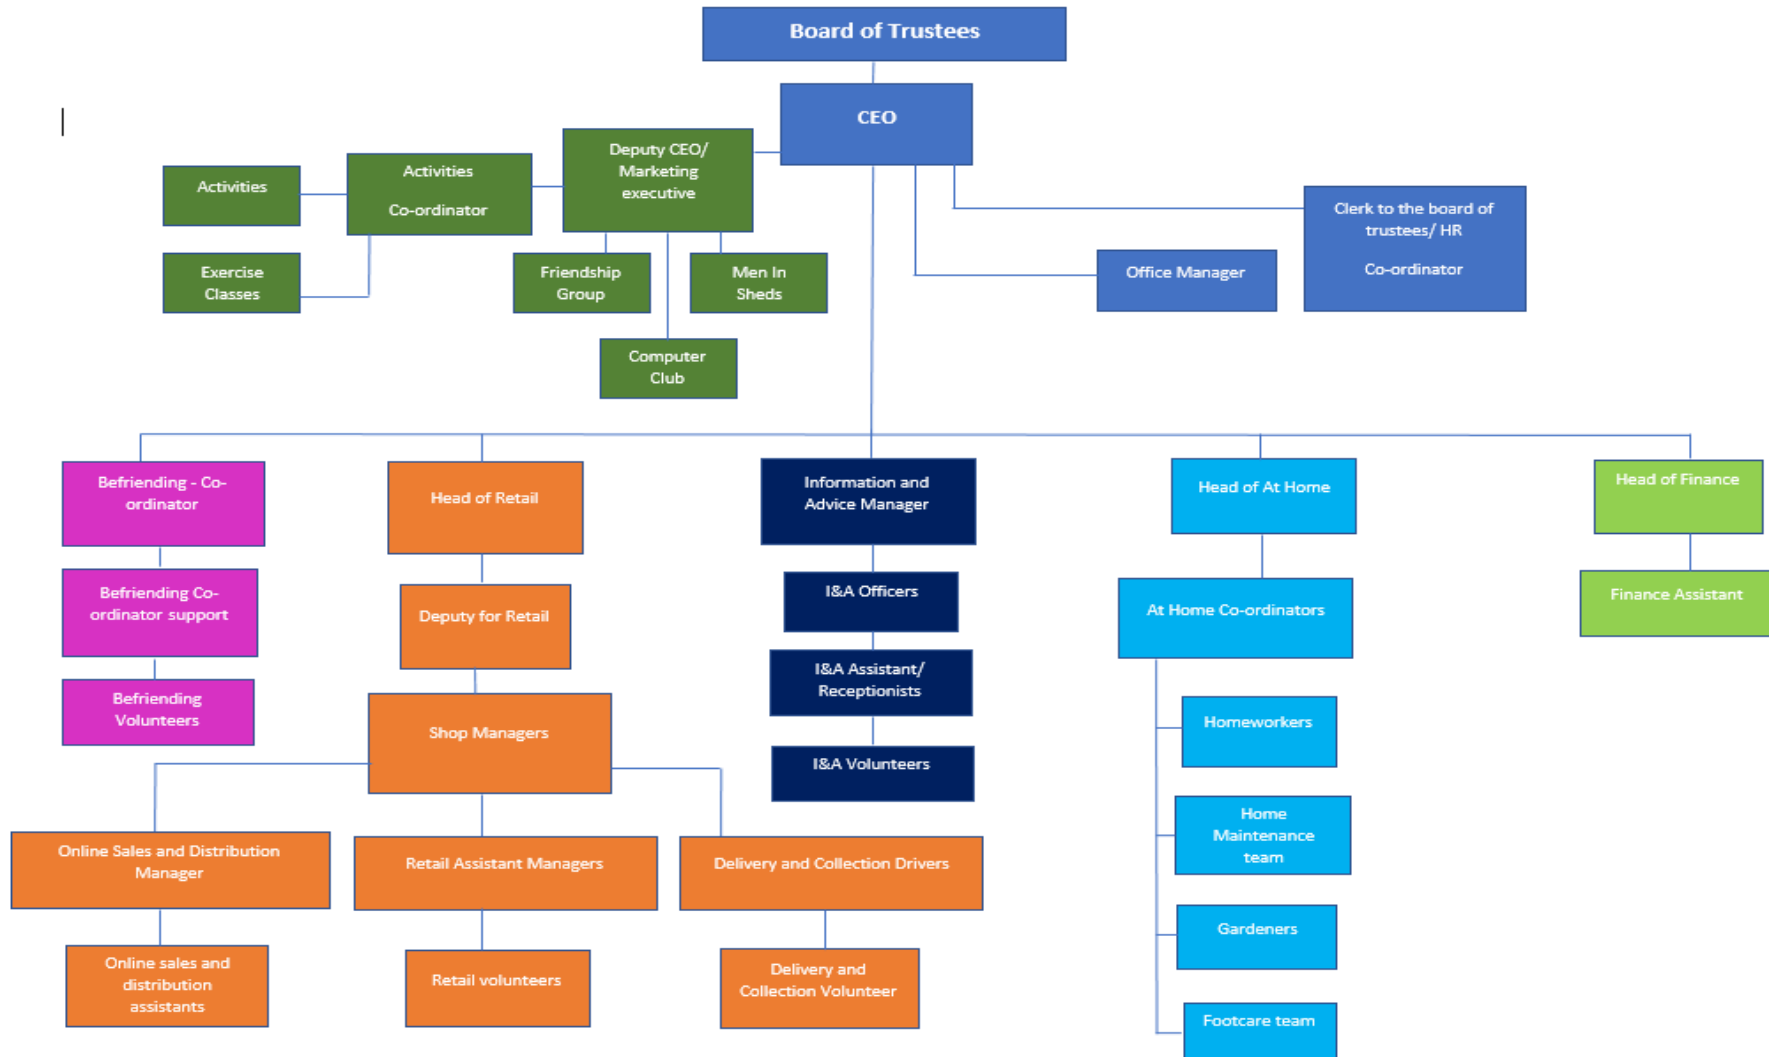 Board of Trustees
CEO
Deputy CEO/
Marketing
executive
Activities
Co-ordinator
Activities
Exercise
Classes
Friendship
Group
Men In
Sheds
Computer
Club
Clerk to the board of
trustees/ HR
Co-ordinator
Office Manager
Befriending - Co-
ordinator
Head of Retail
Information and
Advice Manager
Head of At Home
Head of Finance
Befriending Co-
ordinator support
Deputy for Retail
I&A Officers
At Home Co-ordinators
Finance Assistant
Befriending
Volunteers
Shop Managers
I&A Assistant/
Receptionists
I&A Volunteers
Homeworkers
Home
Maintenance
team
Gardeners
Footcare team
Online Sales and Distribution
Manager
Retail Assistant Managers
Delivery and Collection Drivers
Online sales and
distribution
assistants
Retail volunteers
Delivery and
Collection Volunteer